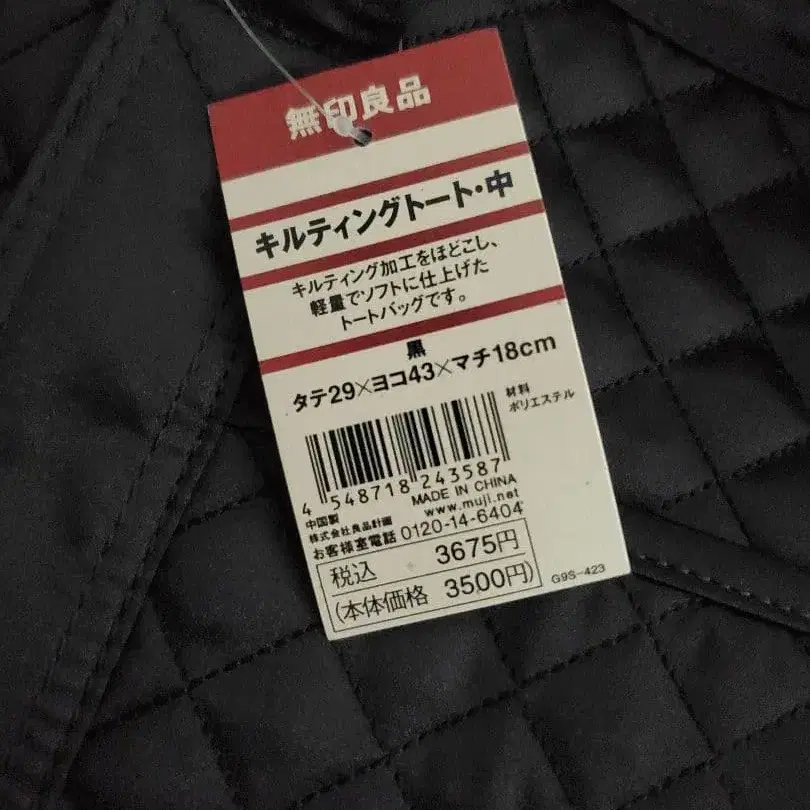 無印良品
キルティングトート・中
キルティング加工をほどこし、
軽量でソフトに仕上げた
トートバッグです。
黒
タテ29×ヨコ43×マチ18cm
材料
ポリエステル
4 548718 243587
MADE IN CHINA
www.muji.net
中国製
株式会社良品計画
お客様室電話 0120-14-6404
税込 3675円
(本体価格 3500円)
G9S-423